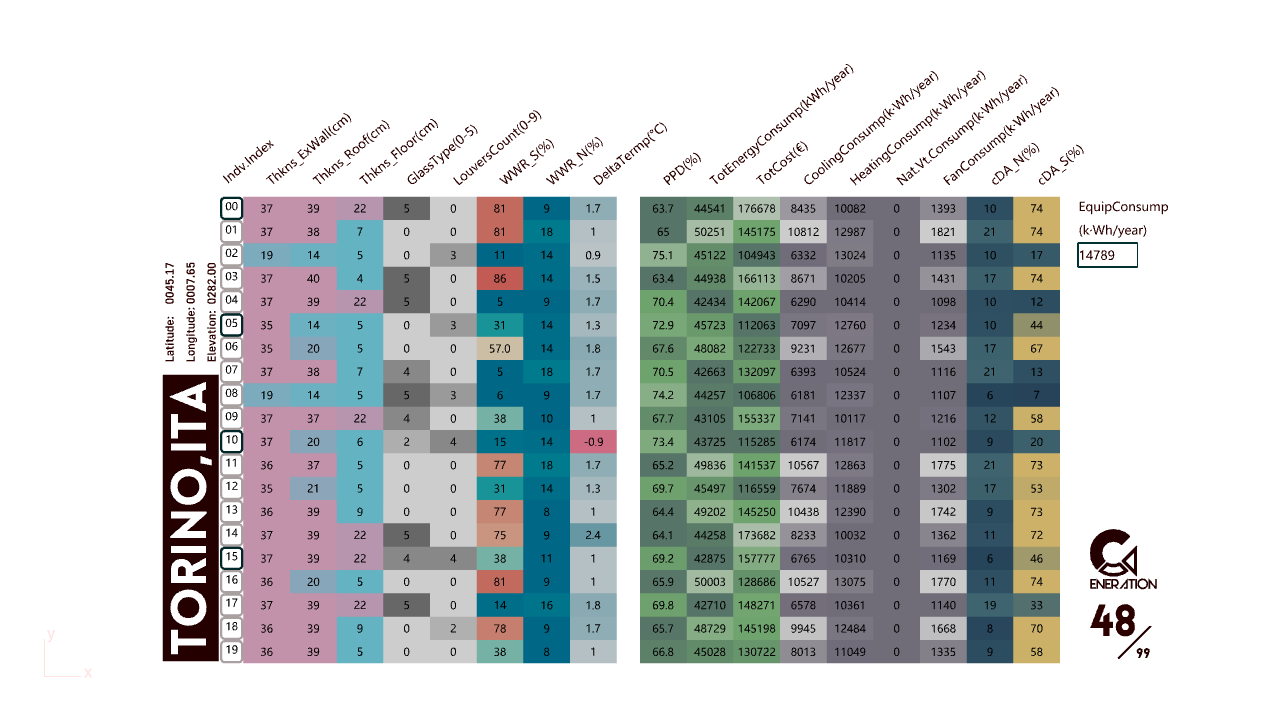 Indv.Index Thkns_ExWall(cm) Thkns_Roof(cm) Thkns_Floor(cm) GlassType(0-5) LouversCount(0-9) WWR_S(%) WWR_N(%) DeltaTermp(°C) PPD(%) TotEnergyConsump(kWh/year) TotCost(€) CoolingConsump(k·Wh/year) HeatingConsump(k·Wh/year) Nat.Vt.Consump(k·Wh/year) FanConsump(k·Wh/year) cDA_N(%) cDA_S(%)
00 37 39 22 5 0 81 9 1.7 63.7 44541 176678 8435 10082 0 1393 10 74
01 37 38 7 0 0 81 18 1 65 50251 145175 10812 12987 0 1821 21 74
02 19 14 5 0 3 11 14 0.9 75.1 45122 104943 6332 13024 0 1135 10 17
03 37 40 4 5 0 86 14 1.5 63.4 44938 166113 8671 10205 0 1431 17 74
04 37 39 22 5 0 5 9 1.7 70.4 42434 142067 6290 10414 0 1098 10 12
05 35 14 5 0 3 31 14 1.3 72.9 45723 112063 7097 12760 0 1234 10 44
06 35 20 5 0 0 57.0 14 1.8 67.6 48082 122733 9231 12677 0 1543 17 67
07 37 38 7 4 0 5 18 1.7 70.5 42663 132097 6393 10524 0 1116 21 13
08 19 14 5 5 3 6 9 1.7 74.2 44257 106806 6181 12337 0 1107 6 7
09 37 37 22 4 0 38 10 1 67.7 43105 155337 7141 10117 0 1216 12 58
10 37 20 6 2 4 15 14 -0.9 73.4 43725 115285 6174 11817 0 1102 9 20
11 36 37 5 0 0 77 18 1.7 65.2 49836 141537 10567 12863 0 1775 21 73
12 35 21 5 0 0 31 14 1.3 69.7 45497 116559 7674 11889 0 1302 17 53
13 36 39 9 0 0 77 8 1 64.4 49202 145250 10438 12390 0 1742 9 73
14 37 39 22 5 0 75 9 2.4 64.1 44258 173682 8233 10032 0 1362 11 72
15 37 39 22 4 4 38 11 1 69.2 42875 157777 6765 10310 0 1169 6 46
16 36 20 5 0 0 81 9 1 65.9 50003 128686 10527 13075 0 1770 11 74
17 37 39 22 5 0 14 16 1.8 69.8 42710 148271 6578 10361 0 1140 19 33
18 36 39 9 0 2 78 9 1.7 65.7 48729 145198 9945 12484 0 1668 8 70
19 36 39 5 0 0 38 8 1 66.8 45028 130722 8013 11049 0 1335 9 58
Latitude: 0045.17
Longitude: 0007.65
Elevation: 0282.00
TORINO,ITA
EquipConsump
(k·Wh/year)
14789
ENERATION
48/99
y
x